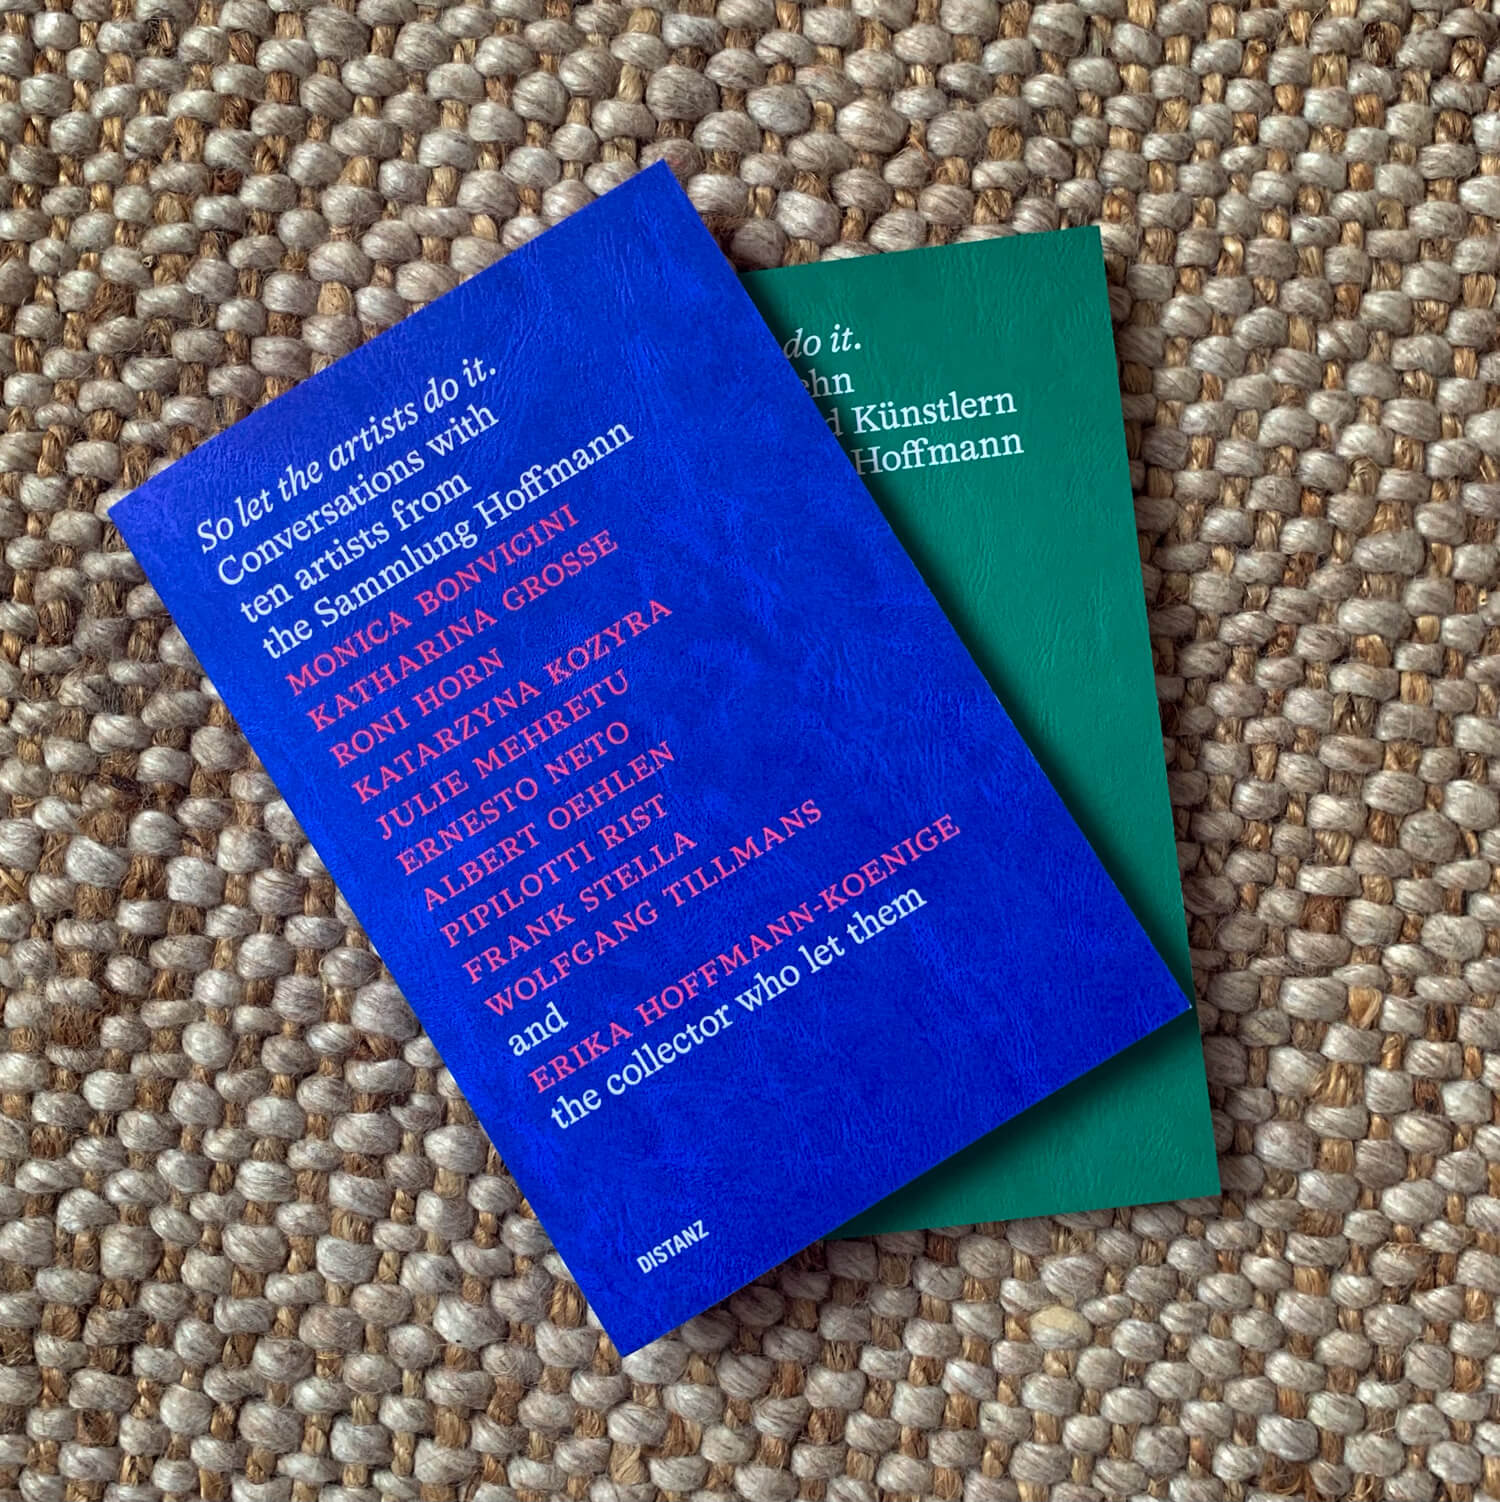 So let the artists do it.
Conversations with
ten artists from
the Sammlung Hoffmann
MONICA BONVICINI
KATHARINA GROSSE
RONI HORN
KATARZYNA KOZYRA
JULIE MEHRETU
ERNESTO NETO
ALBERT OEHLEN
PIPILOTTI RIST
FRANK STELLA
WOLFGANG TILLMANS
and
ERIKA HOFFMANN-KOENIGE
the collector who let them
DISTANZ
do it.
Künstlern
Hoffmann